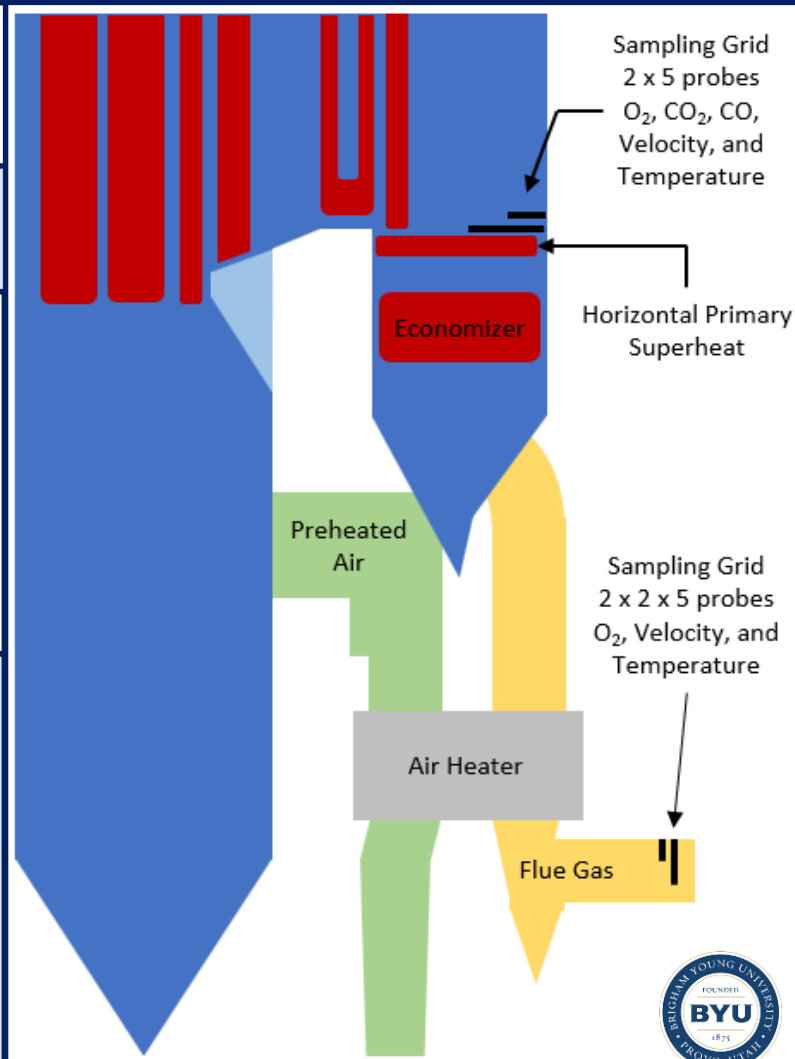 Sampling Grid
2 x 5 probes
O₂, CO₂, CO,
Velocity, and
Temperature
Economizer
Horizontal Primary
Superheat
Preheated
Air
Sampling Grid
2 x 2 x 5 probes
O₂, Velocity, and
Temperature
Air Heater
Flue Gas
BRIGHAM YOUNG UNIVERSITY
FOUNDED
BYU
1875
PROVO, UTAH